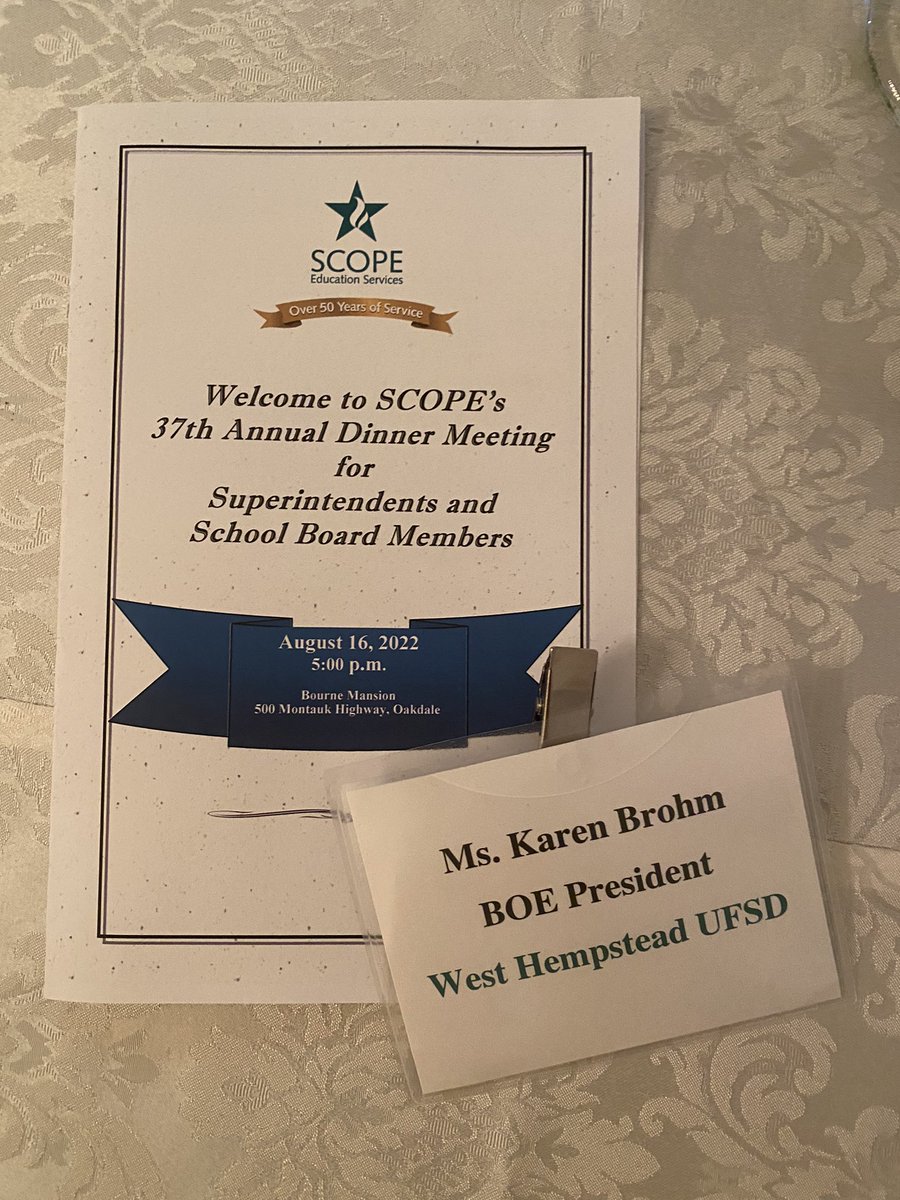 SCOPE
Education Services
Over 50 Years of Service
Welcome to SCOPE's
37th Annual Dinner Meeting
for
Superintendents and
School Board Members
August 16, 2022
5:00 p.m.
Bourne Mansion
500 Montauk Highway, Oakdale
Ms. Karen Brohm
BOE President
West Hempstead UFSD